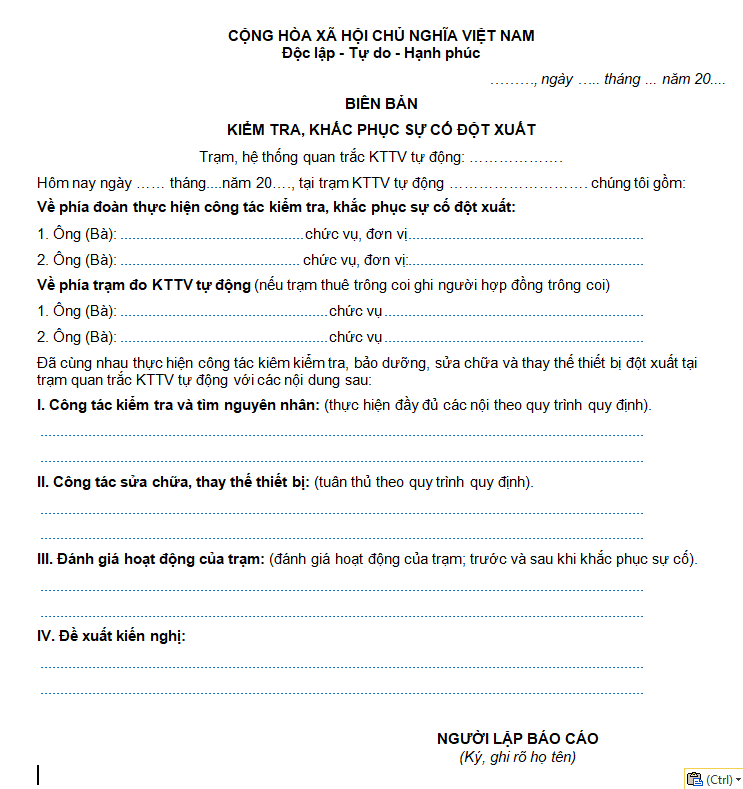 CỘNG HÒA XÃ HỘI CHỦ NGHĨA VIỆT NAM
Độc lập - Tự do - Hạnh phúc
………, ngày ….. tháng ... năm 20....
BIÊN BẢN
KIỂM TRA, KHẮC PHỤC SỰ CỐ ĐỘT XUẤT
Trạm, hệ thống quan trắc KTTV tự động: ……………….
Hôm nay ngày …… tháng....năm 20…., tại trạm KTTV tự động ………………………. chúng tôi gồm:
Về phía đoàn thực hiện công tác kiểm tra, khắc phục sự cố đột xuất:
1. Ông (Bà): ...............................................chức vụ, đơn vị............................................................
2. Ông (Bà): .............................................. chức vụ, đơn vị:............................................................
Về phía trạm đo KTTV tự động (nếu trạm thuê trông coi ghi người hợp đồng trông coi)
1. Ông (Bà): .....................................................chức vụ..................................................................
2. Ông (Bà): .....................................................chức vụ..................................................................
Đã cùng nhau thực hiện công tác kiêm kiểm tra, bảo dưỡng, sửa chữa và thay thế thiết bị đột xuất tại
trạm quan trắc KTTV tự động với các nội dung sau:
I. Công tác kiểm tra và tìm nguyên nhân: (thực hiện đầy đủ các nội theo quy trình quy định).
..........................................................................................................................................................
..........................................................................................................................................................
II. Công tác sửa chữa, thay thế thiết bị: (tuân thủ theo quy trình quy định).
..........................................................................................................................................................
..........................................................................................................................................................
III. Đánh giá hoạt động của trạm: (đánh giá hoạt động của trạm; trước và sau khi khắc phục sự cố).
..........................................................................................................................................................
..........................................................................................................................................................
IV. Đề xuất kiến nghị:
..........................................................................................................................................................
..........................................................................................................................................................
NGƯỜI LẬP BÁO CÁO
(Ký, ghi rõ họ tên)
(Ctrl)